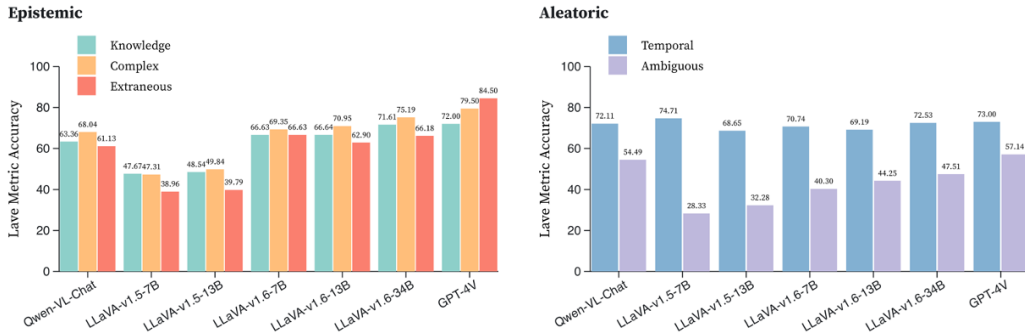 Epistemic
Knowledge
Complex
Extraneous
Lave Metric Accuracy
100
80
60
40
20
0
63.36 68.04 61.13
47.67 47.31 38.96
48.54 49.84 39.79
66.63 69.35 66.63
66.64 70.95 62.90
71.61 75.19 66.18
72.00 79.50 84.50
Qwen-VL-Chat
LLaVA-v1.5-7B
LLaVA-v1.5-13B
LLaVA-v1.6-7B
LLaVA-v1.6-13B
LLaVA-v1.6-34B
GPT-4V
Aleatoric
Temporal
Ambiguous
Lave Metric Accuracy
100
80
60
40
20
0
72.11 54.49
74.71 28.33
68.65 32.28
70.74 40.30
69.19 44.25
72.53 47.51
73.00 57.14
Qwen-VL-Chat
LLaVA-v1.5-7B
LLaVA-v1.5-13B
LLaVA-v1.6-7B
LLaVA-v1.6-13B
LLaVA-v1.6-34B
GPT-4V